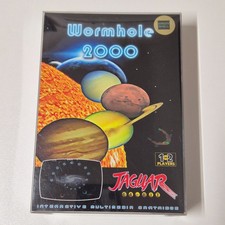 Wormhole
2000
1-2
PLAYERS
JAGUAR
64-BIT
INTERACTIVE MULTIMEDIA CARTRIDGE